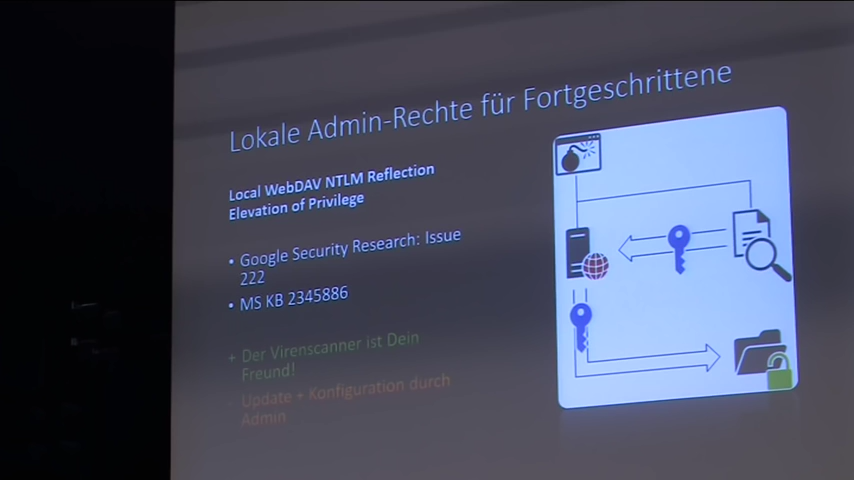 Lokale Admin-Rechte für Fortgeschrittene
Local WebDAV NTLM Reflection
Elevation of Privilege
• Google Security Research: Issue
222
• MS KB 2345886
+ Der Virenscanner ist Dein
Freund!
- Update + Konfiguration durch
Admin